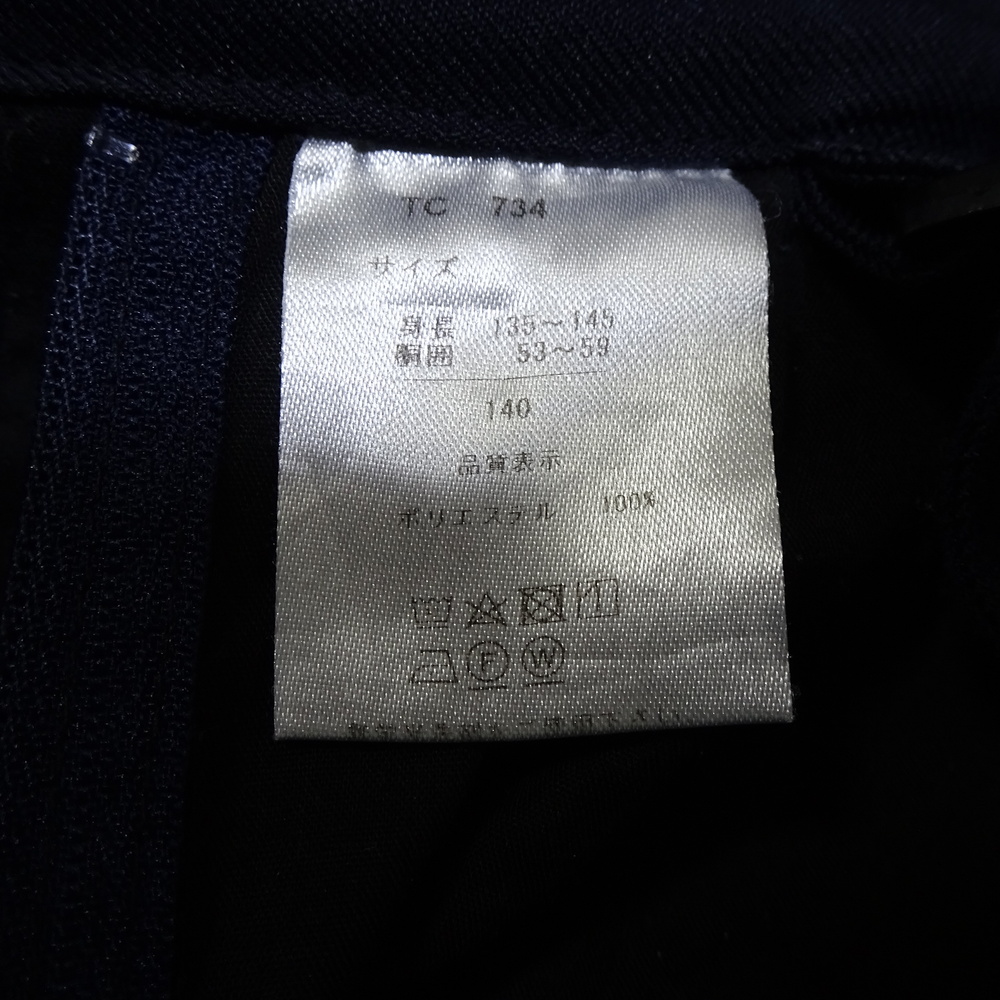 TC 734
サイズ
身長 135～145
胴囲 53～59
140
品質表示
ポリエステル 100%
F W